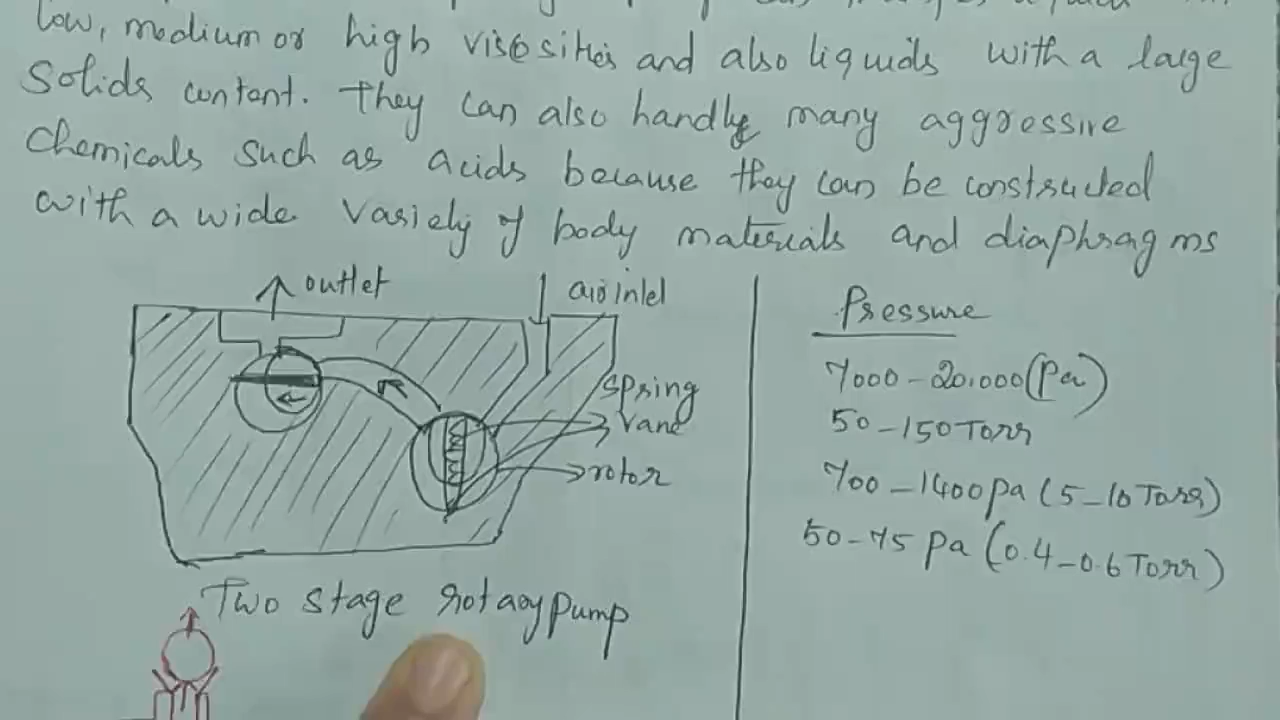 low, medium or high viscosities and also liquids with a large
solids content. They can also handle many aggressive
chemicals such as acids because they can be constructed
with a wide variety of body materials and diaphragms
outlet
air inlet
spring
vane
rotor
Two stage rotary pump
Pressure
7000 - 20.000 (Pa)
50 - 150 Torr
700 - 1400 pa (5 - 10 Torr)
50 - 75 pa (0.4 - 0.6 Torr)